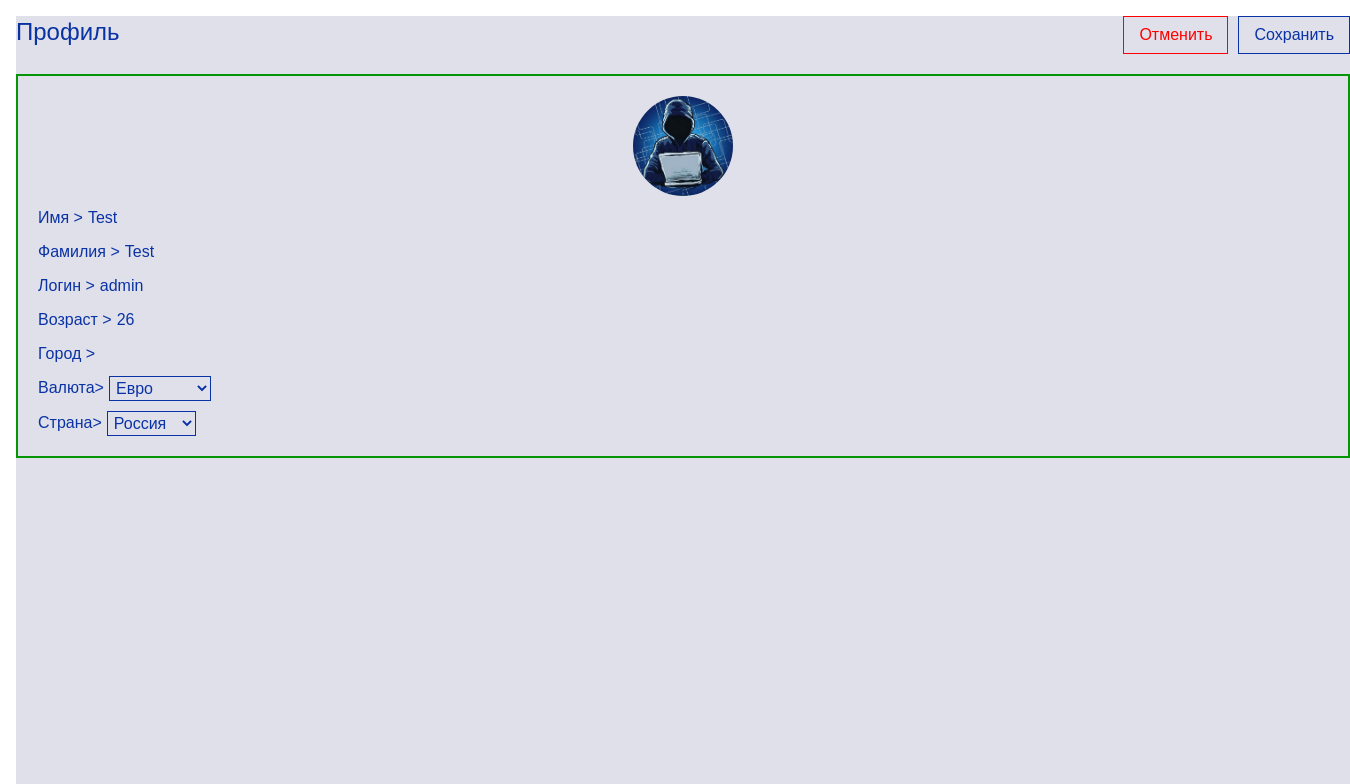 Профиль
Отменить
Сохранить
Имя > Test
Фамилия > Test
Логин > admin
Возраст > 26
Город >
Валюта> Евро
Страна> Россия